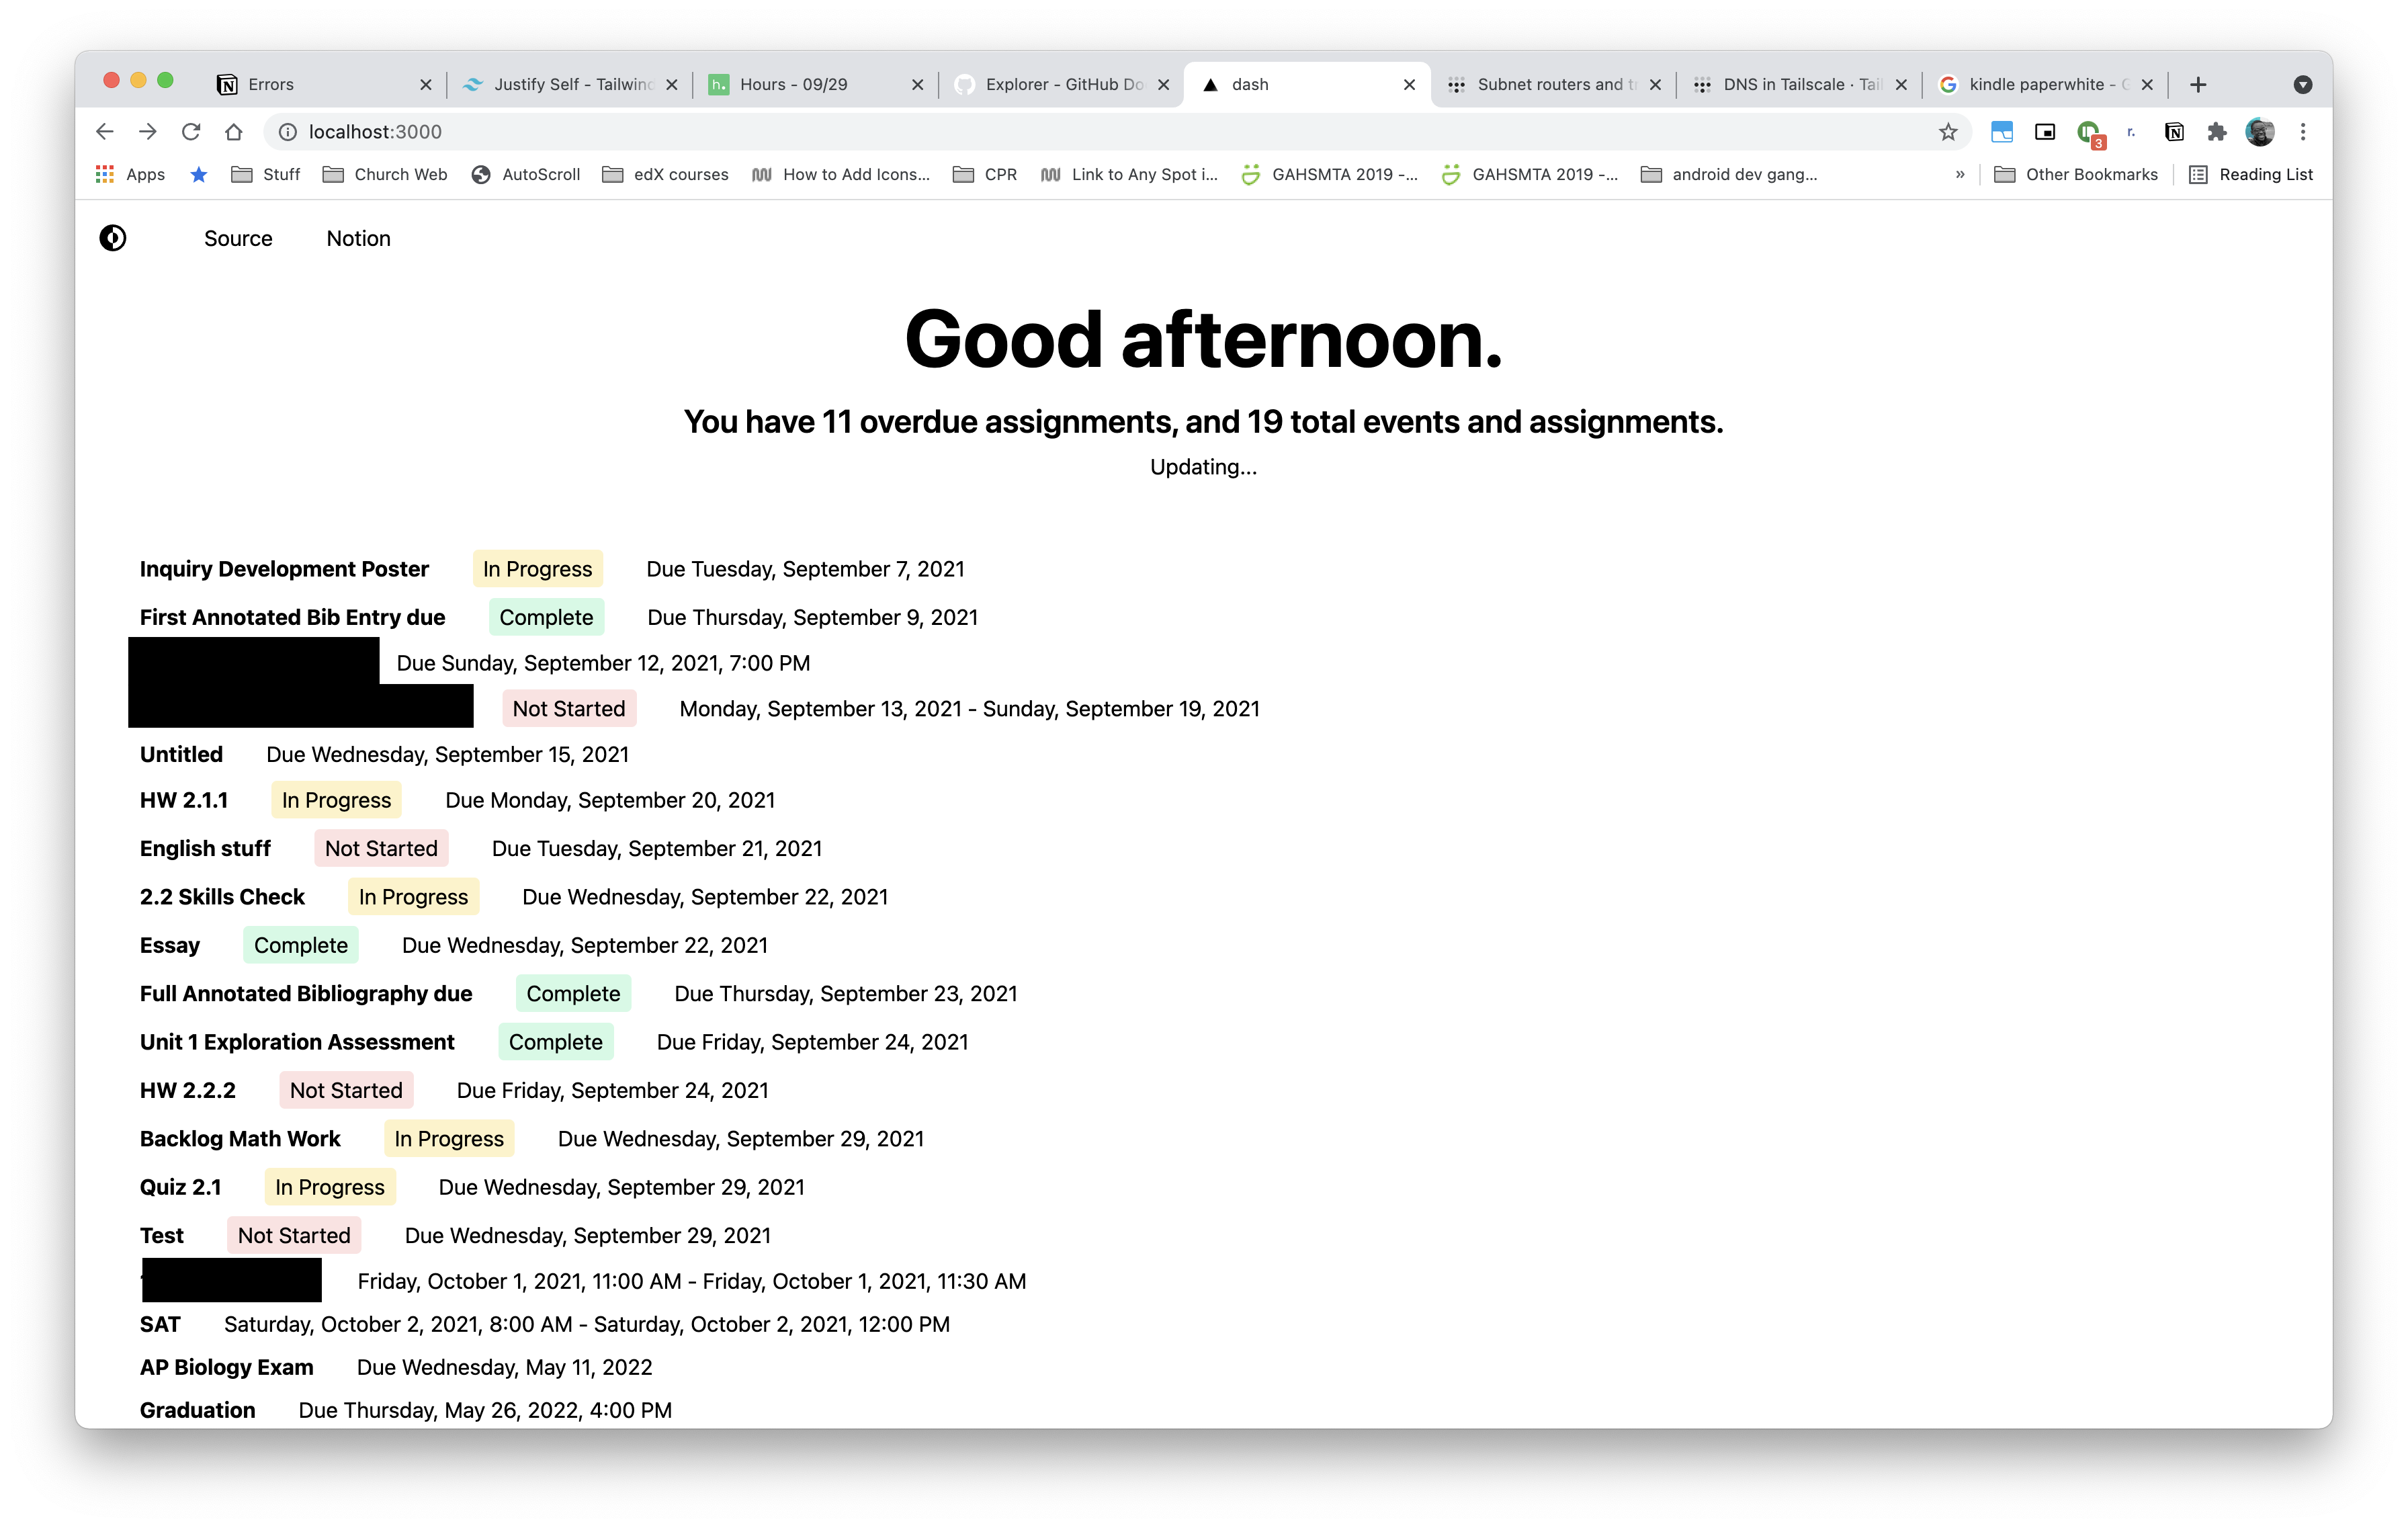 Errors
Justify Self - Tailwind
h. Hours - 09/29
Explorer - GitHub Do
dash
Subnet routers and tr
DNS in Tailscale · Tail
kindle paperwhite - G
localhost:3000
3
r.
Apps
Stuff
Church Web
AutoScroll
edX courses
How to Add Icons...
CPR
Link to Any Spot i...
GAHSMTA 2019 -...
GAHSMTA 2019 -...
android dev gang...
»
Other Bookmarks
Reading List
Source Notion
Good afternoon.
You have 11 overdue assignments, and 19 total events and assignments.
Updating...
Inquiry Development Poster In Progress Due Tuesday, September 7, 2021
First Annotated Bib Entry due Complete Due Thursday, September 9, 2021
Due Sunday, September 12, 2021, 7:00 PM
Not Started Monday, September 13, 2021 - Sunday, September 19, 2021
Untitled Due Wednesday, September 15, 2021
HW 2.1.1 In Progress Due Monday, September 20, 2021
English stuff Not Started Due Tuesday, September 21, 2021
2.2 Skills Check In Progress Due Wednesday, September 22, 2021
Essay Complete Due Wednesday, September 22, 2021
Full Annotated Bibliography due Complete Due Thursday, September 23, 2021
Unit 1 Exploration Assessment Complete Due Friday, September 24, 2021
HW 2.2.2 Not Started Due Friday, September 24, 2021
Backlog Math Work In Progress Due Wednesday, September 29, 2021
Quiz 2.1 In Progress Due Wednesday, September 29, 2021
Test Not Started Due Wednesday, September 29, 2021
Friday, October 1, 2021, 11:00 AM - Friday, October 1, 2021, 11:30 AM
SAT Saturday, October 2, 2021, 8:00 AM - Saturday, October 2, 2021, 12:00 PM
AP Biology Exam Due Wednesday, May 11, 2022
Graduation Due Thursday, May 26, 2022, 4:00 PM